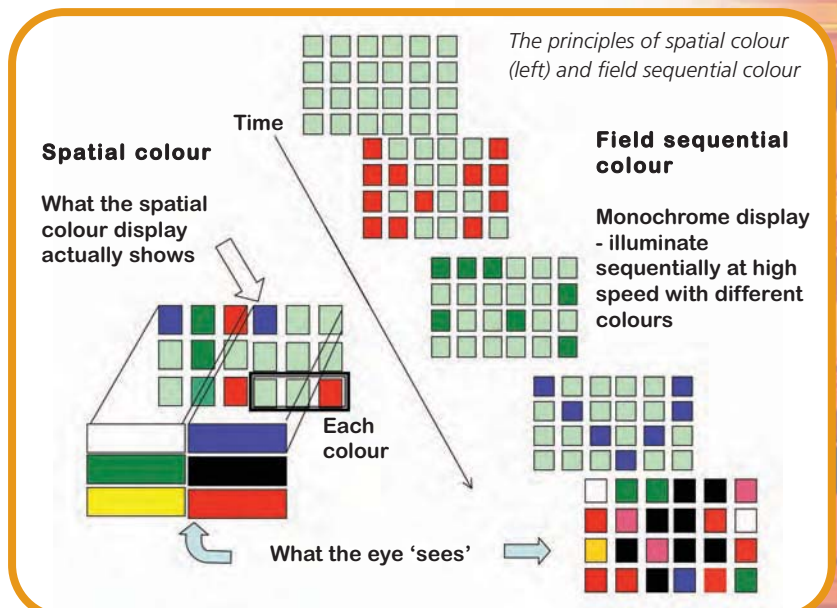 The principles of spatial colour
(left) and field sequential colour
Time
Spatial colour
What the spatial
colour display
actually shows
Field sequential
colour
Monochrome display
- illuminate
sequentially at high
speed with different
colours
Each
colour
What the eye ‘sees’